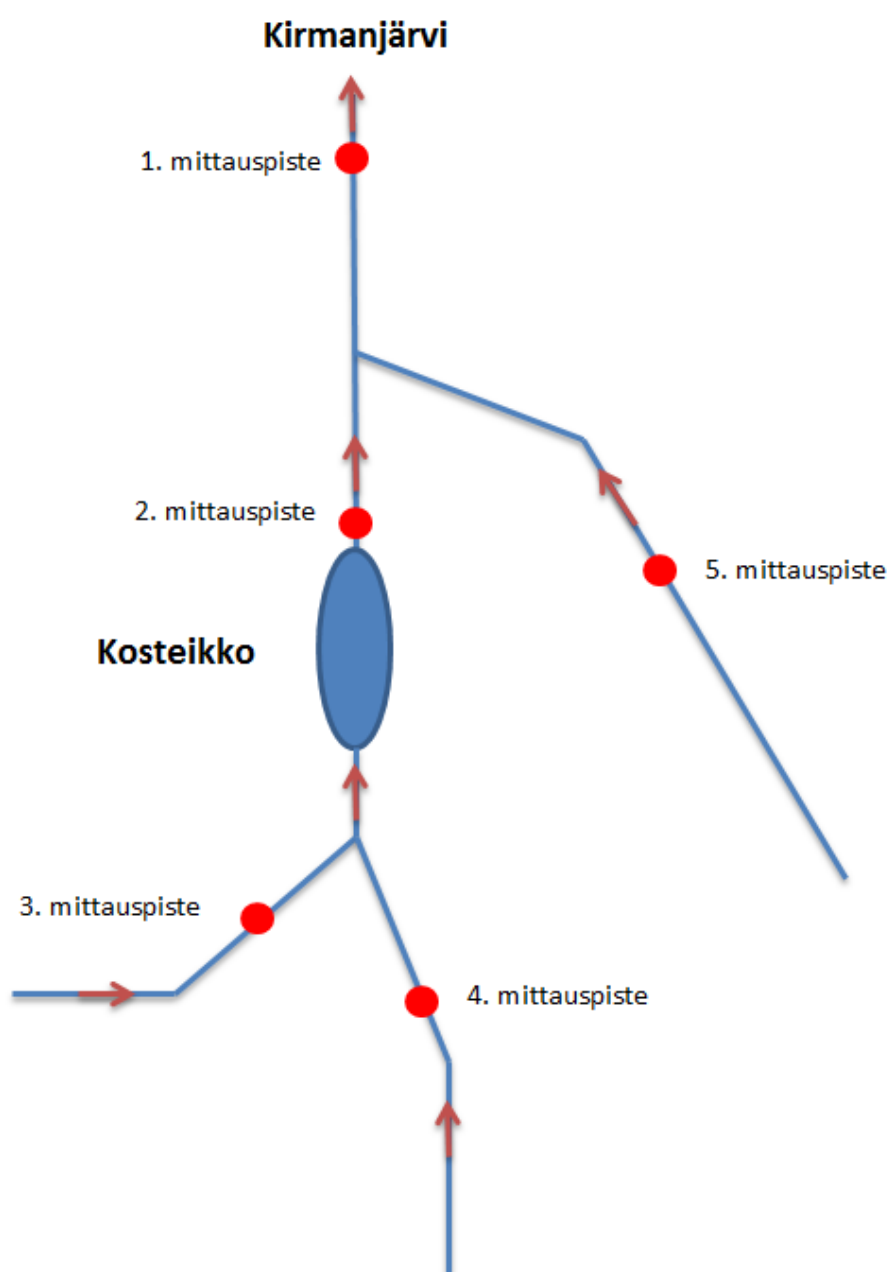 Kirmanjärvi
1. mittauspiste
2. mittauspiste
5. mittauspiste
Kosteikko
3. mittauspiste
4. mittauspiste